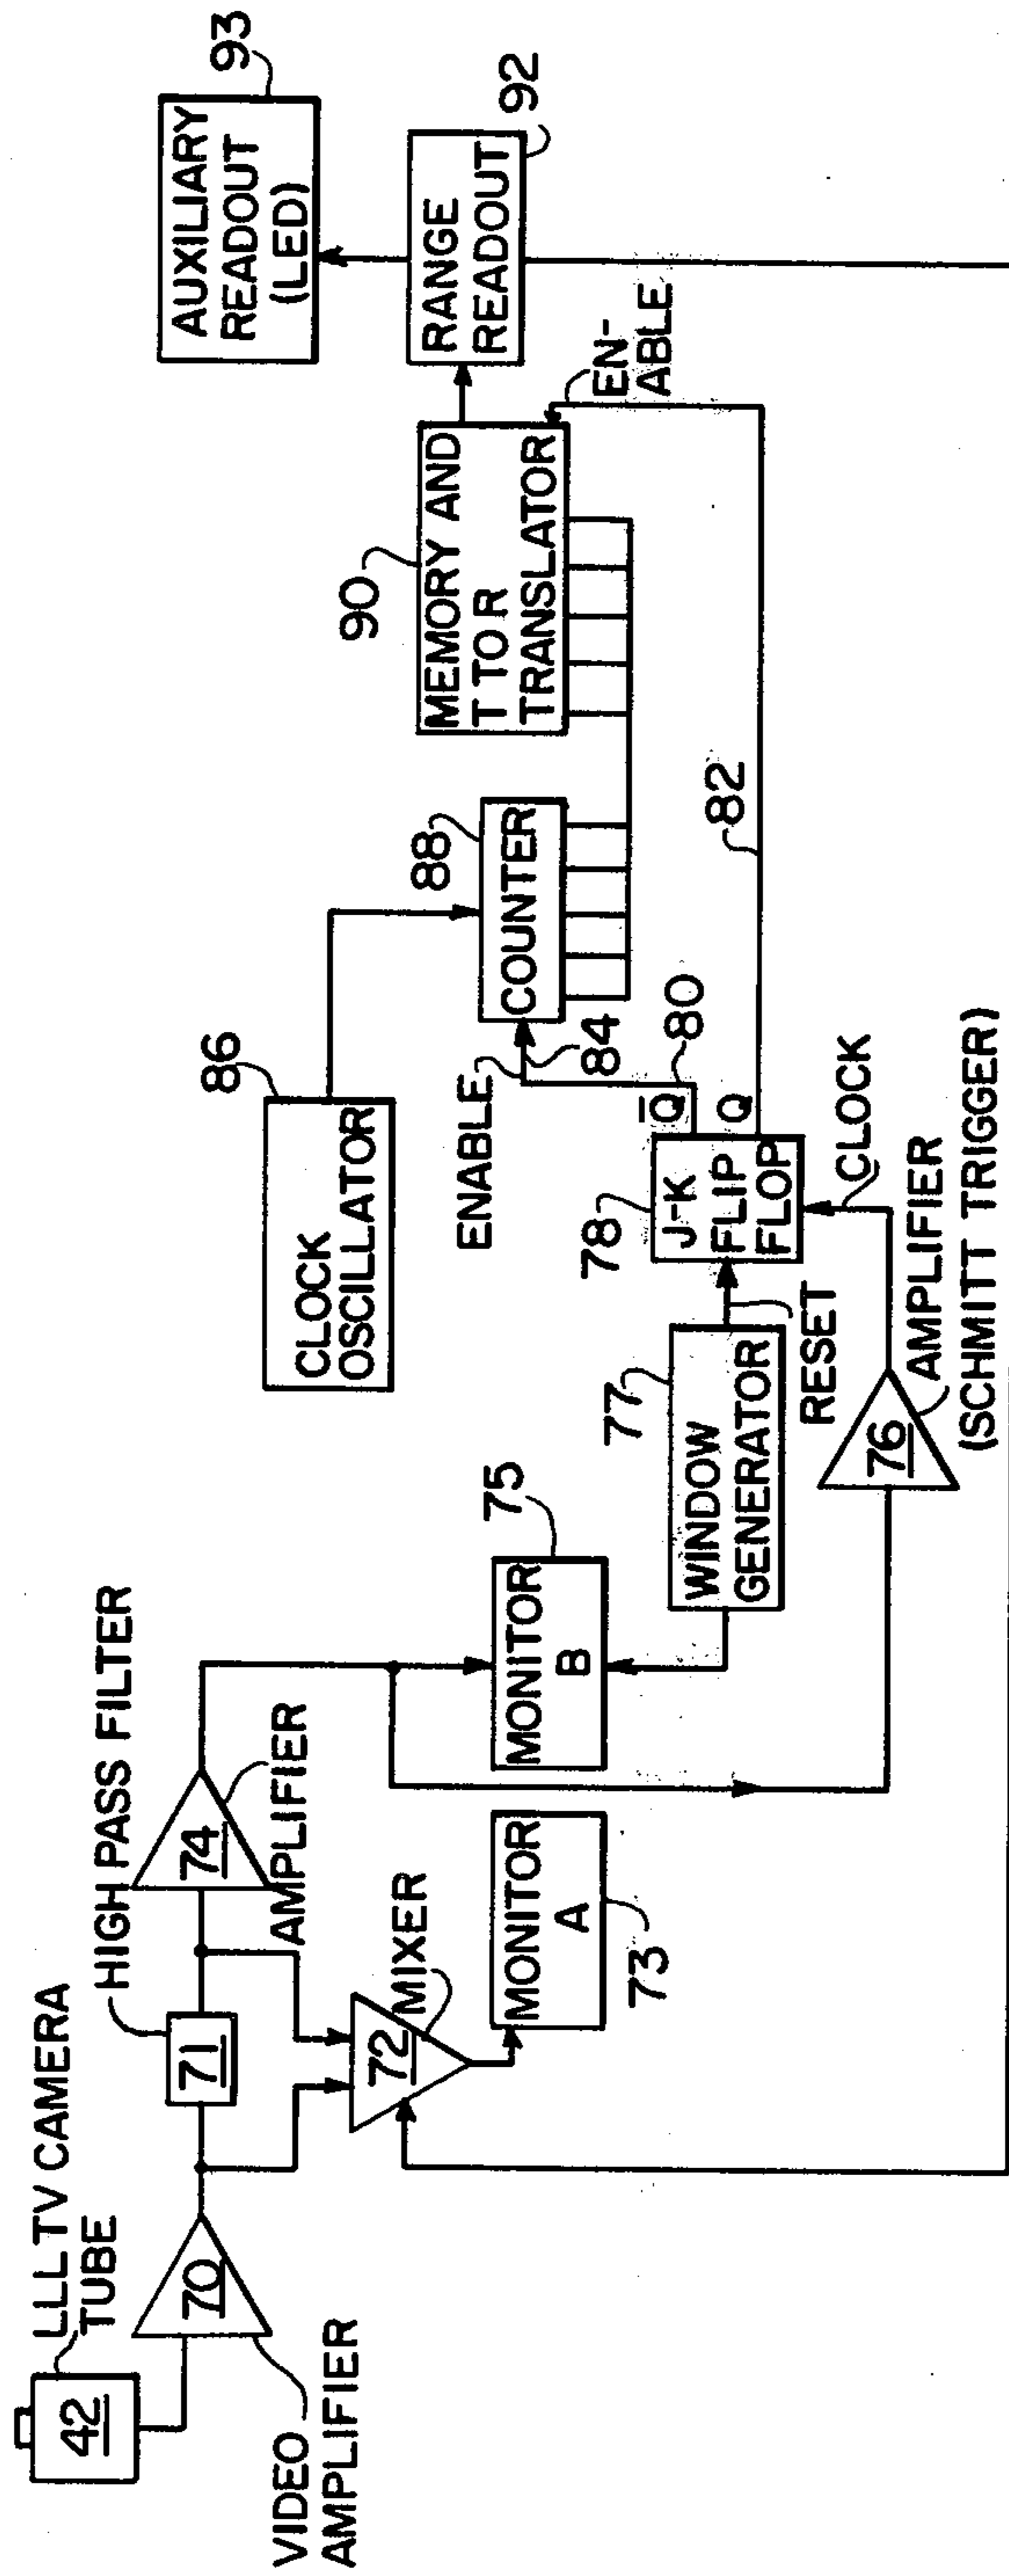 LLLTV CAMERA
TUBE
42
VIDEO
AMPLIFIER
70
HIGH PASS FILTER
71
72
MIXER
74
AMPLIFIER
MONITOR
A
73
MONITOR
B
75
WINDOW
GENERATOR
77
RESET
76
AMPLIFIER
(SCHMITT TRIGGER)
CLOCK
J-K
FLIP
FLOP
78
Q̅
Q
80
82
ENABLE
84
CLOCK
OSCILLATOR
86
COUNTER
88
MEMORY AND
T TO R
TRANSLATOR
90
EN-
ABLE
RANGE
READOUT
92
AUXILIARY
READOUT
(LED)
93